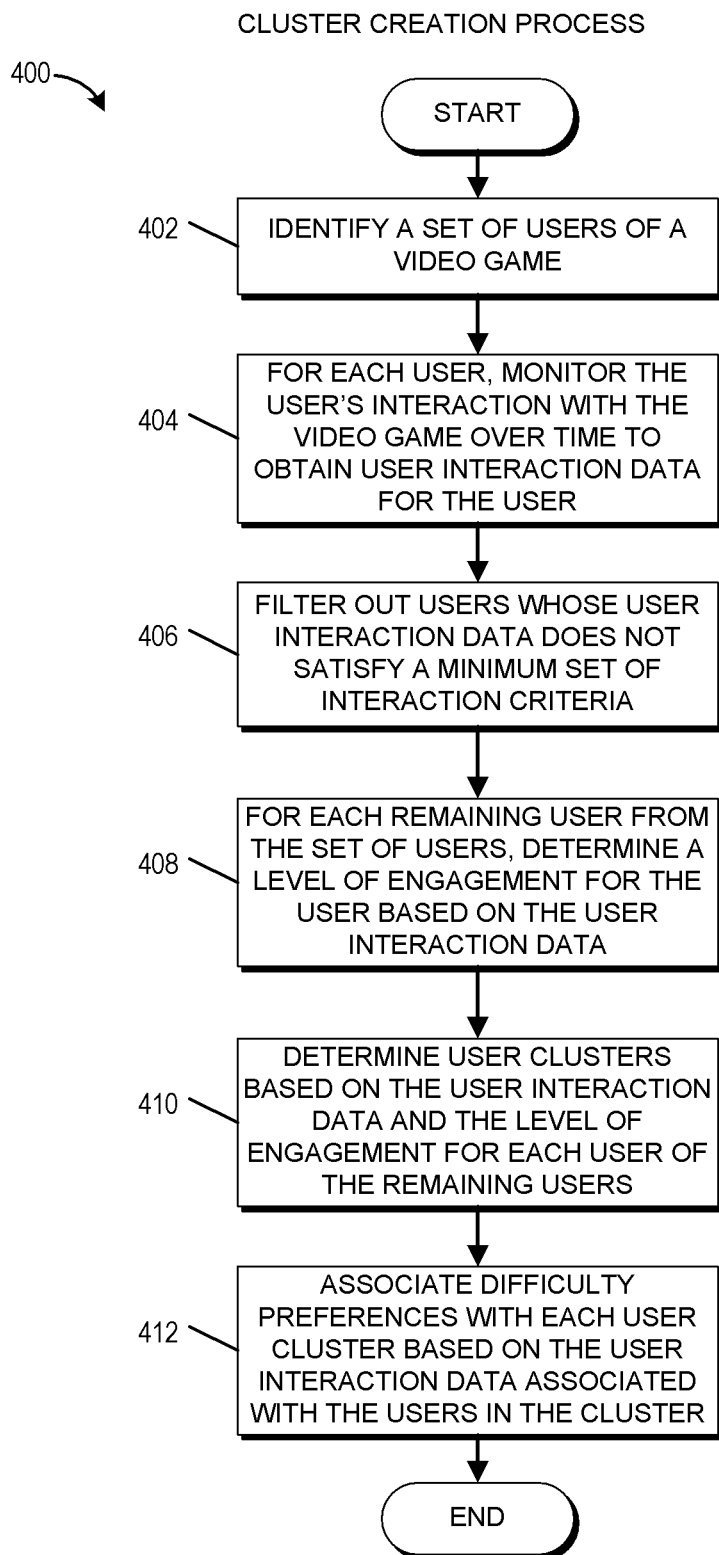 CLUSTER CREATION PROCESS
400
START
402
IDENTIFY A SET OF USERS OF A
VIDEO GAME
404
FOR EACH USER, MONITOR THE
USER'S INTERACTION WITH THE
VIDEO GAME OVER TIME TO
OBTAIN USER INTERACTION DATA
FOR THE USER
406
FILTER OUT USERS WHOSE USER
INTERACTION DATA DOES NOT
SATISFY A MINIMUM SET OF
INTERACTION CRITERIA
408
FOR EACH REMAINING USER FROM
THE SET OF USERS, DETERMINE A
LEVEL OF ENGAGEMENT FOR THE
USER BASED ON THE USER
INTERACTION DATA
410
DETERMINE USER CLUSTERS
BASED ON THE USER INTERACTION
DATA AND THE LEVEL OF
ENGAGEMENT FOR EACH USER OF
THE REMAINING USERS
412
ASSOCIATE DIFFICULTY
PREFERENCES WITH EACH USER
CLUSTER BASED ON THE USER
INTERACTION DATA ASSOCIATED
WITH THE USERS IN THE CLUSTER
END